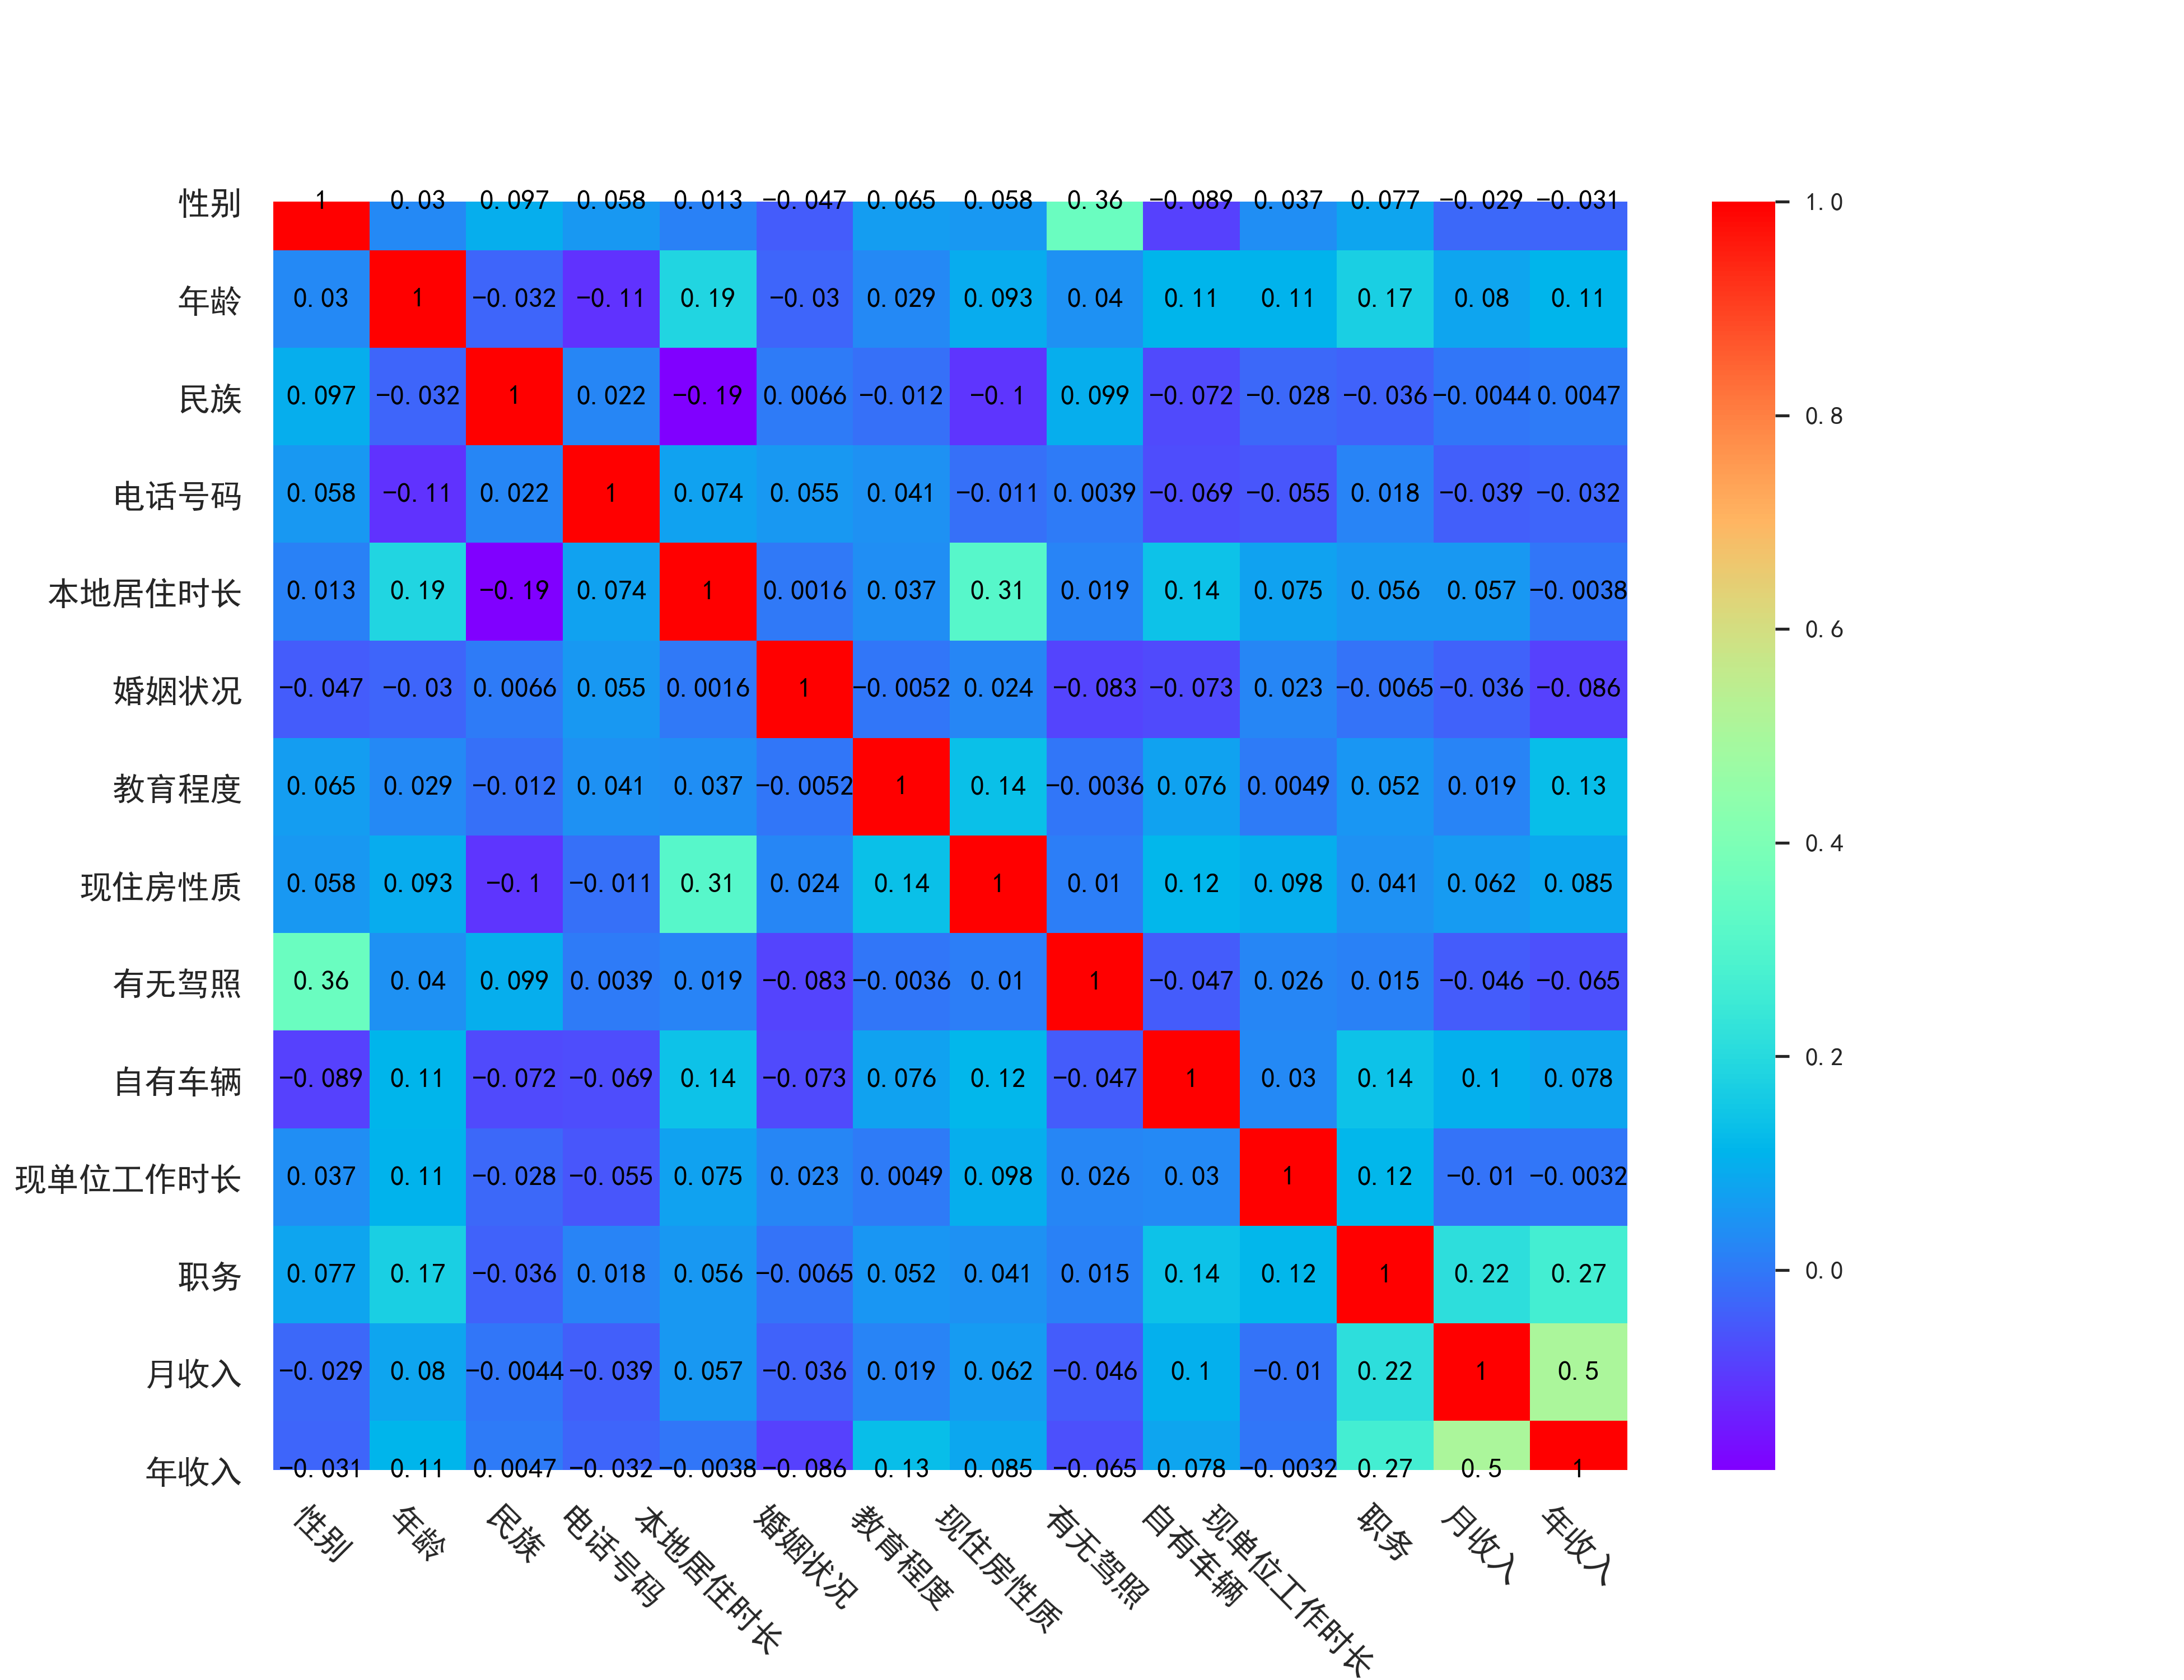 性别 1 0.03 0.097 0.058 0.013 −0.047 0.065 0.058 0.36 −0.089 0.037 0.077 −0.029 −0.031
年龄 0.03 1 −0.032 −0.11 0.19 −0.03 0.029 0.093 0.04 0.11 0.11 0.17 0.08 0.11
民族 0.097 −0.032 1 0.022 −0.19 0.0066 −0.012 −0.1 0.099 −0.072 −0.028 −0.036 −0.0044 0.0047
电话号码 0.058 −0.11 0.022 1 0.074 0.055 0.041 −0.011 0.0039 −0.069 −0.055 0.018 −0.039 −0.032
本地居住时长 0.013 0.19 −0.19 0.074 1 0.0016 0.037 0.31 0.019 0.14 0.075 0.056 0.057 −0.0038
婚姻状况 −0.047 −0.03 0.0066 0.055 0.0016 1 −0.0052 0.024 −0.083 −0.073 0.023 −0.0065 −0.036 −0.086
教育程度 0.065 0.029 −0.012 0.041 0.037 −0.0052 1 0.14 −0.0036 0.076 0.0049 0.052 0.019 0.13
现住房性质 0.058 0.093 −0.1 −0.011 0.31 0.024 0.14 1 0.01 0.12 0.098 0.041 0.062 0.085
有无驾照 0.36 0.04 0.099 0.0039 0.019 −0.083 −0.0036 0.01 1 −0.047 0.026 0.015 −0.046 −0.065
自有车辆 −0.089 0.11 −0.072 −0.069 0.14 −0.073 0.076 0.12 −0.047 1 0.03 0.14 0.1 0.078
现单位工作时长 0.037 0.11 −0.028 −0.055 0.075 0.023 0.0049 0.098 0.026 0.03 1 0.12 −0.01 −0.0032
职务 0.077 0.17 −0.036 0.018 0.056 −0.0065 0.052 0.041 0.015 0.14 0.12 1 0.22 0.27
月收入 −0.029 0.08 −0.0044 −0.039 0.057 −0.036 0.019 0.062 −0.046 0.1 −0.01 0.22 1 0.5
年收入 −0.031 0.11 0.0047 −0.032 −0.0038 −0.086 0.13 0.085 −0.065 0.078 −0.0032 0.27 0.5 1
性别 年龄 民族 电话号码 本地居住时长 婚姻状况 教育程度 现住房性质 有无驾照 自有车辆 现单位工作时长 职务 月收入 年收入
1.0
0.8
0.6
0.4
0.2
0.0